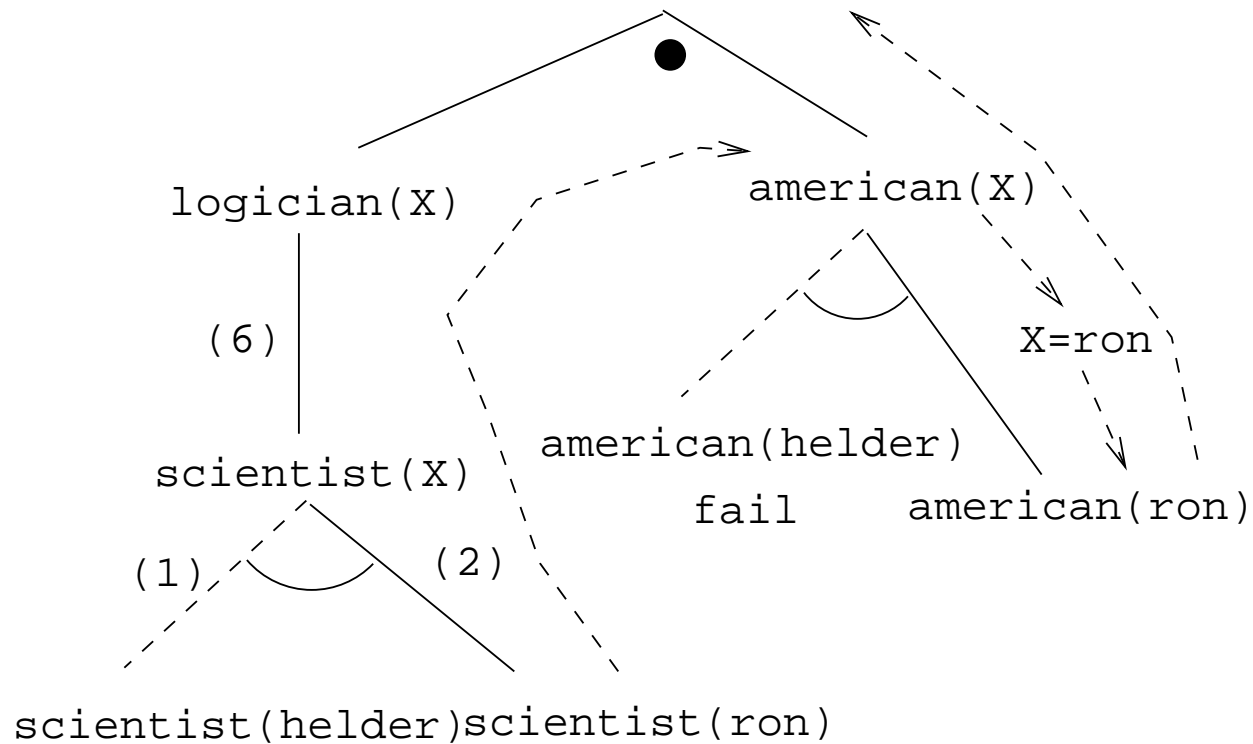 logician(X)
american(X)
(6)
X=ron
scientist(X)
american(helder)
fail
american(ron)
(1)
(2)
scientist(helder)
scientist(ron)